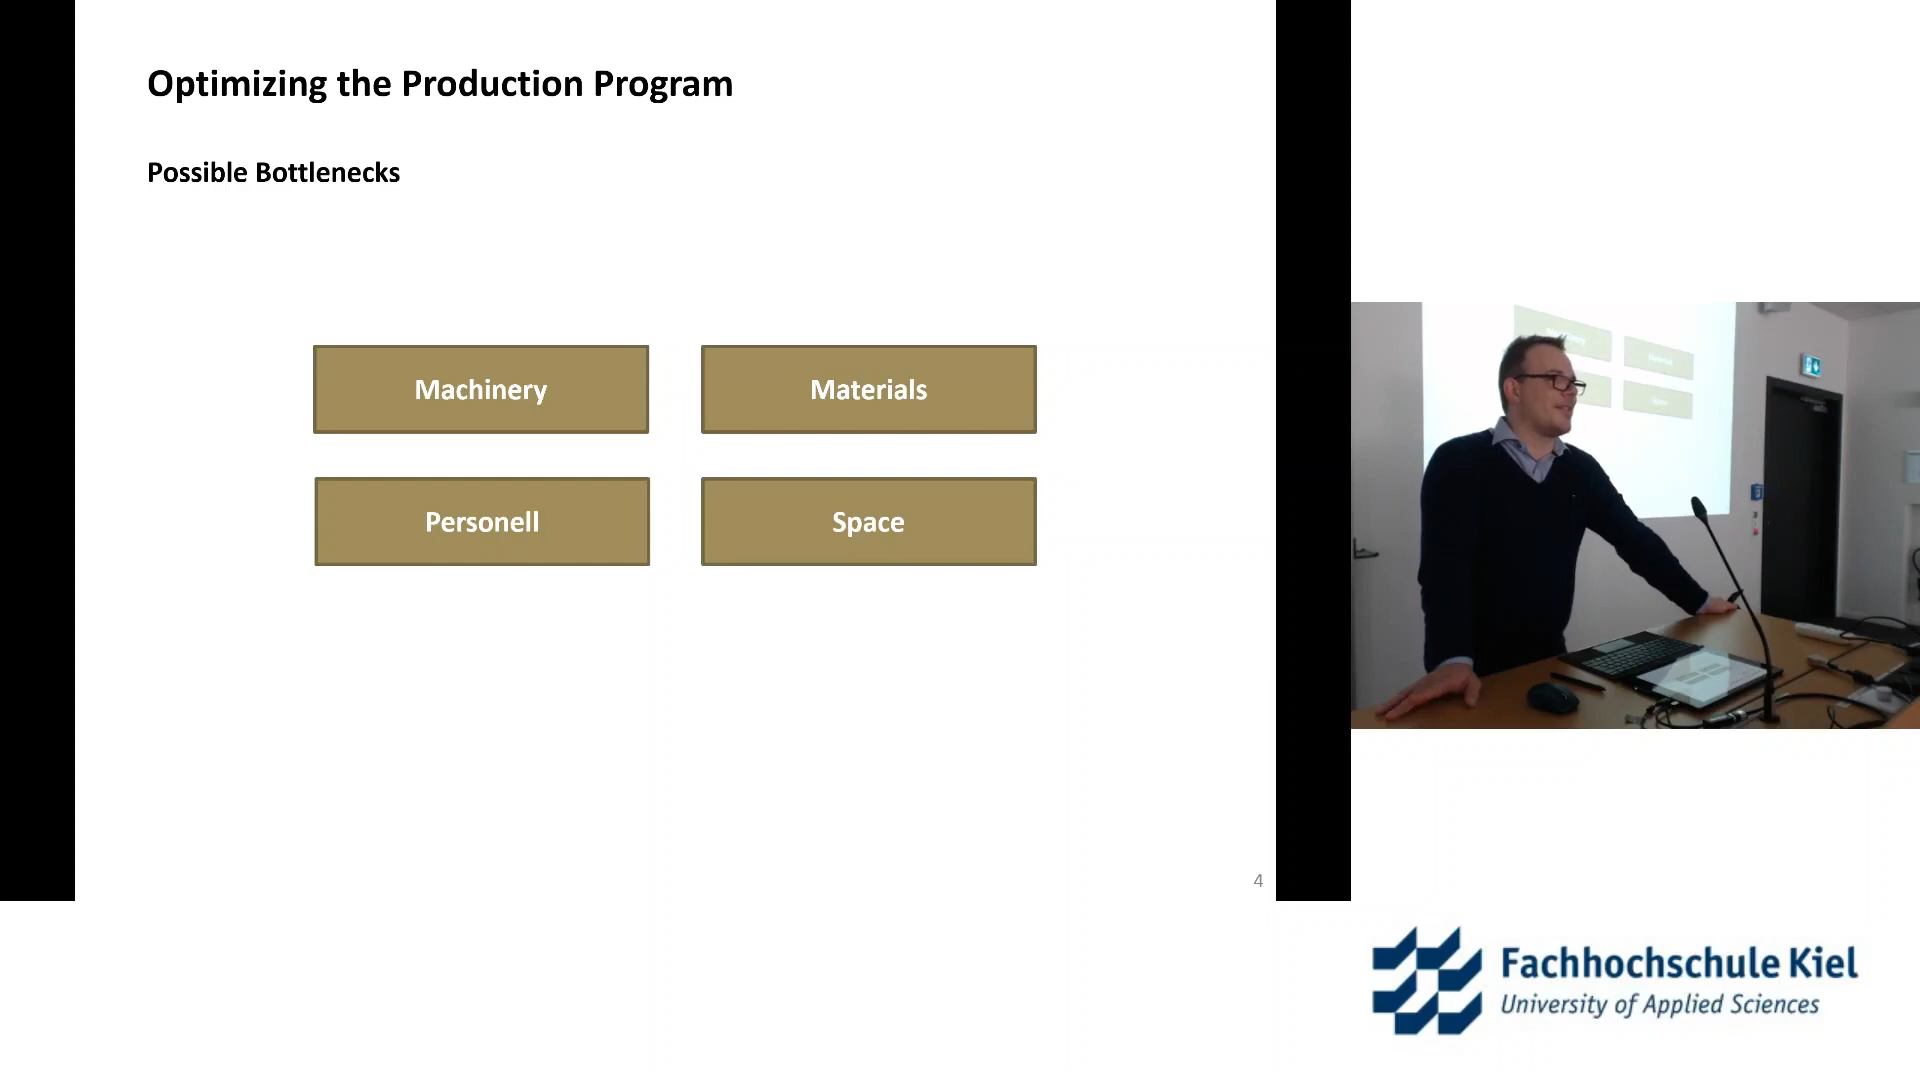 Optimizing the Production Program
Possible Bottlenecks
Machinery
Materials
Personell
Space
4
Fachhochschule Kiel
University of Applied Sciences